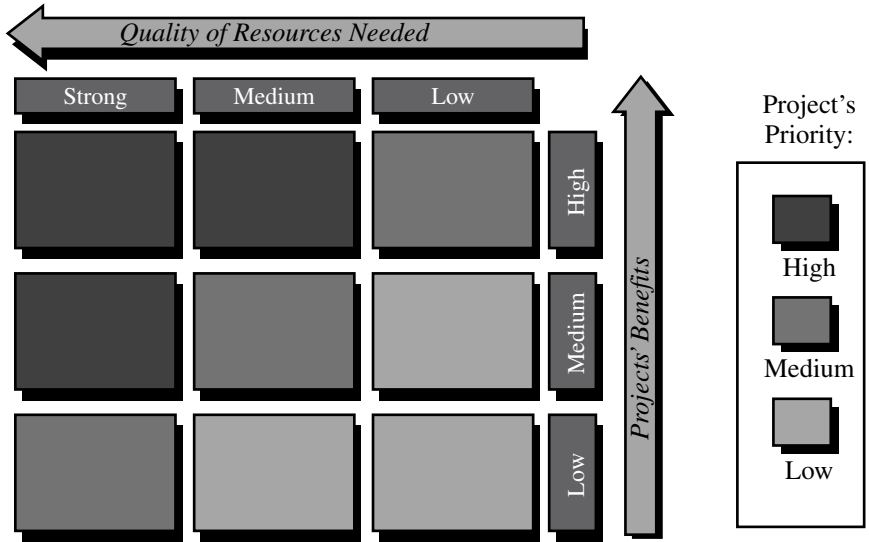 Quality of Resources Needed
Strong
Medium
Low
High
Medium
Low
Projects' Benefits
Project's
Priority:
High
Medium
Low